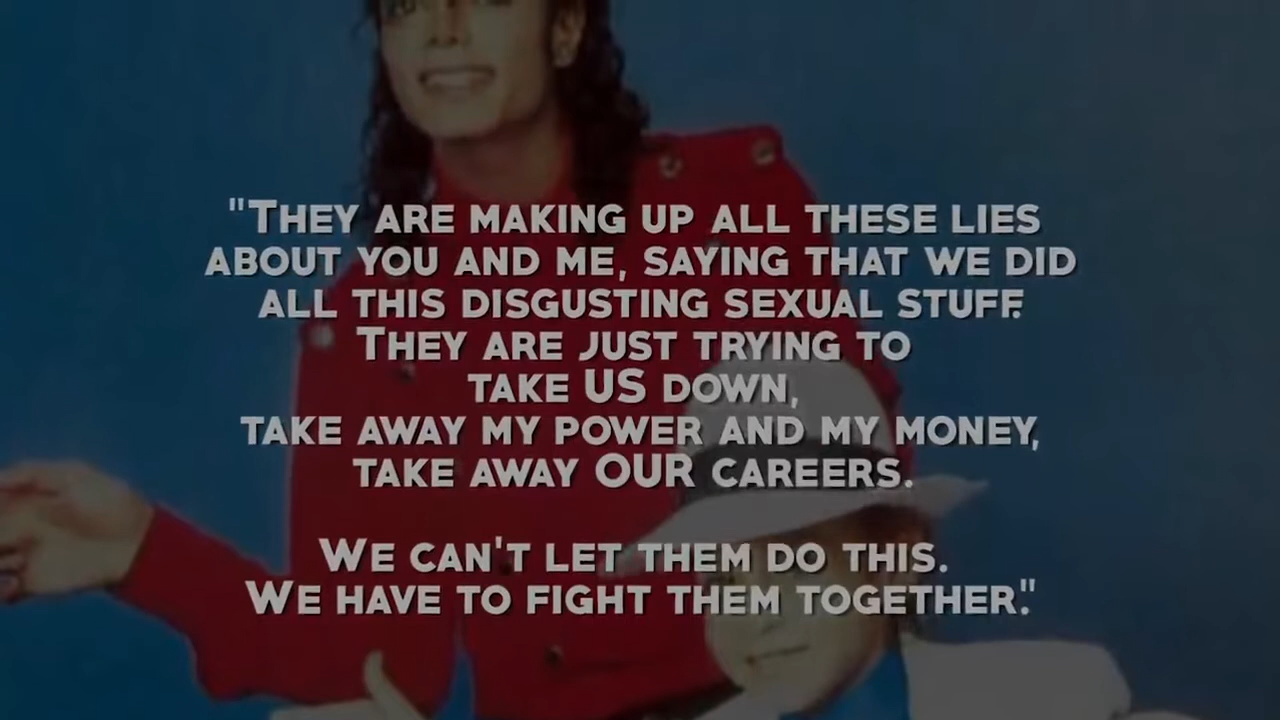 "They are making up all these lies
about you and me, saying that we did
all this disgusting sexual stuff.
They are just trying to
take US down,
take away my power and my money,
take away OUR careers.
We can't let them do this.
We have to fight them together."